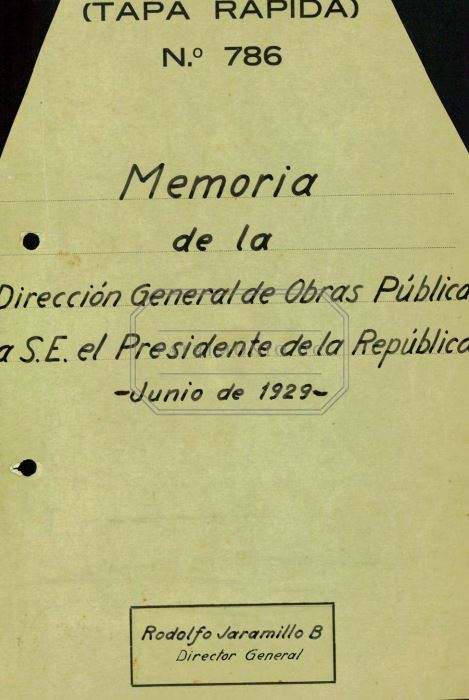 (TAPA RAPIDA)
N.º 786
Memoria
de la
Dirección General de Obras Pública
a S.E. el Presidente de la República
-Junio de 1929-
Rodolfo Jaramillo B
Director General